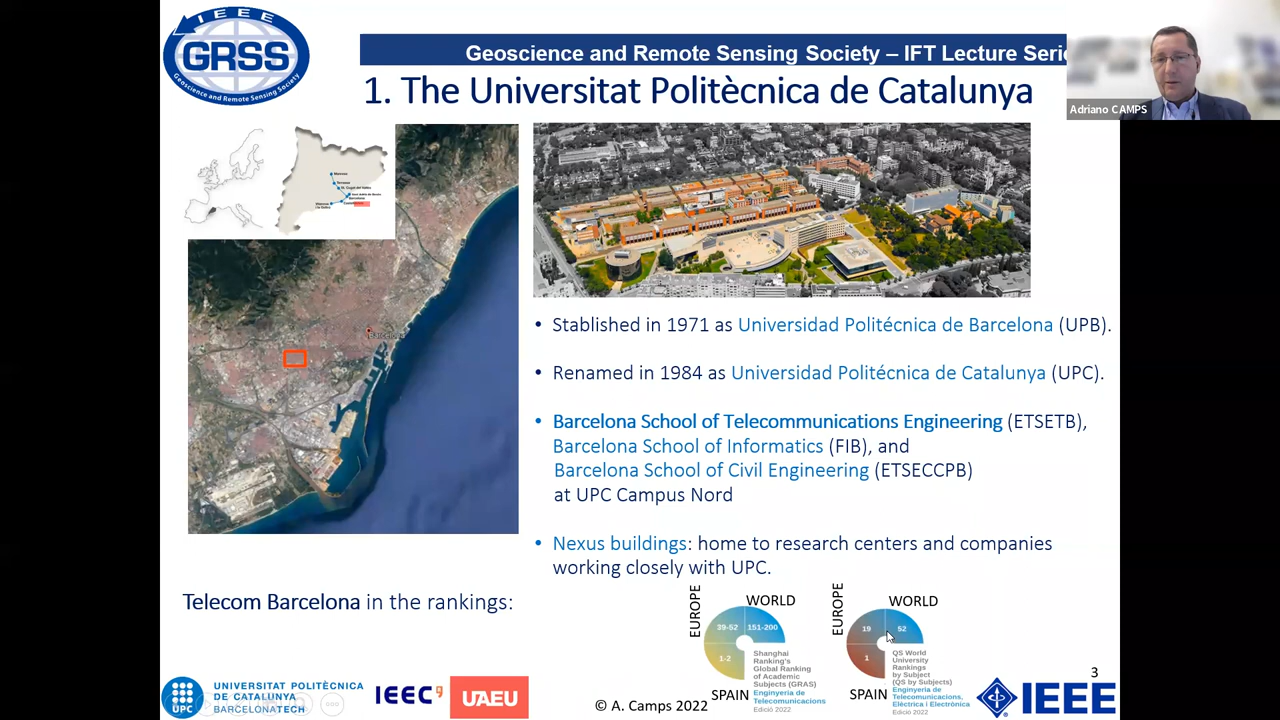 IEEE
GRSS
Geoscience and Remote Sensing Society
Geoscience and Remote Sensing Society – IFT Lecture Serie
Adriano CAMPS
1. The Universitat Politècnica de Catalunya
Manresa
Terrassa
Barcelona
Barcelona
• Stablished in 1971 as Universidad Politécnica de Barcelona (UPB).
• Renamed in 1984 as Universidad Politécnica de Catalunya (UPC).
• Barcelona School of Telecommunications Engineering (ETSETB),
Barcelona School of Informatics (FIB), and
Barcelona School of Civil Engineering (ETSECCPB)
at UPC Campus Nord
• Nexus buildings: home to research centers and companies
working closely with UPC.
Telecom Barcelona in the rankings:
EUROPE
WORLD
39-52
151-200
1-2
Shanghai
Ranking's
Global Ranking
of Academic
Subjects (GRAS)
Enginyeria de
Telecomunicacions
Edició 2022
SPAIN
EUROPE
WORLD
19
52
1
QS World
University
Rankings
by Subject
(QS by Subjects)
Enginyeria de
Telecomunicacions,
Elèctrica i Electrònica
Edició 2022
SPAIN
3
UPC
UNIVERSITAT POLITÈCNICA
DE CATALUNYA
BARCELONATECH
IEEC
UAEU
© A. Camps 2022
IEEE